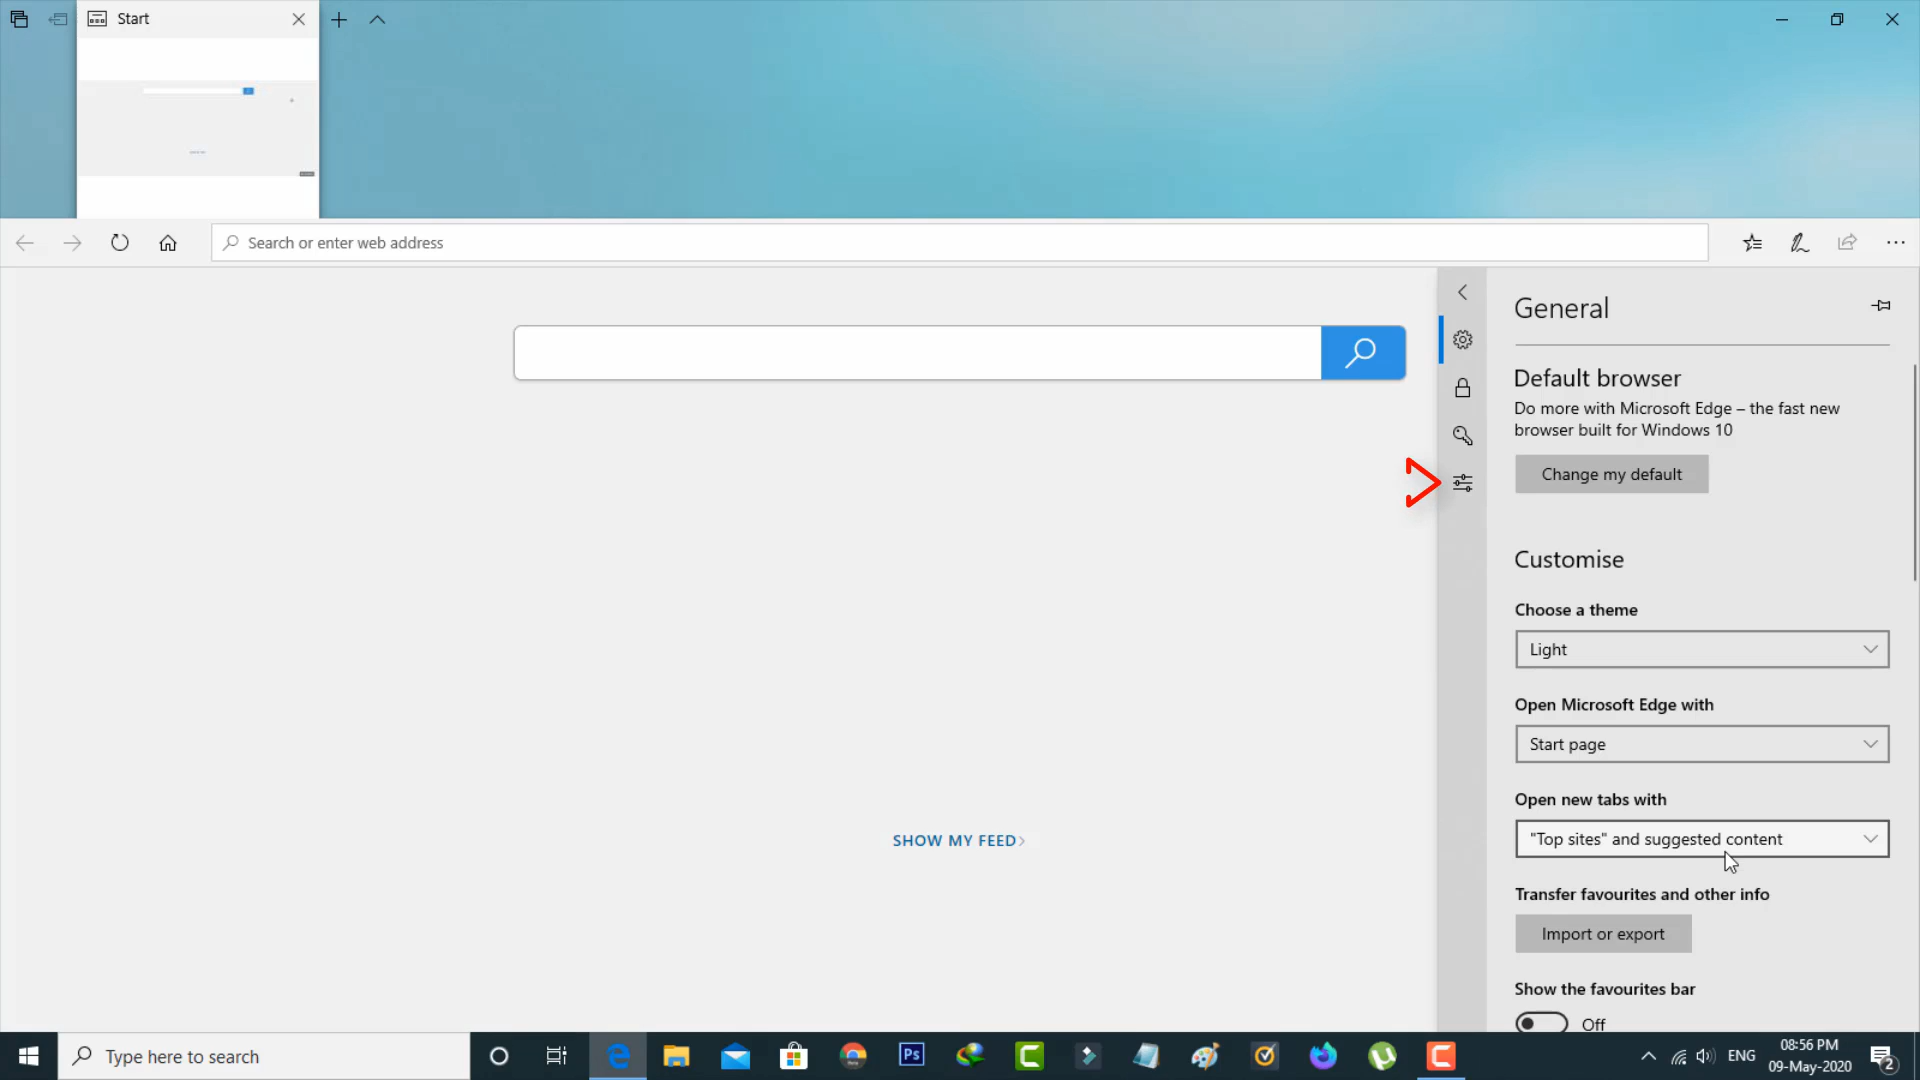 Start
Search or enter web address
General
Default browser
Do more with Microsoft Edge – the fast new
browser built for Windows 10
Change my default
Customise
Choose a theme
Light
Open Microsoft Edge with
Start page
Open new tabs with
"Top sites" and suggested content
SHOW MY FEED
Transfer favourites and other info
Import or export
Show the favourites bar
Off
Type here to search
Ps
ENG
08:56 PM
09-May-2020
2